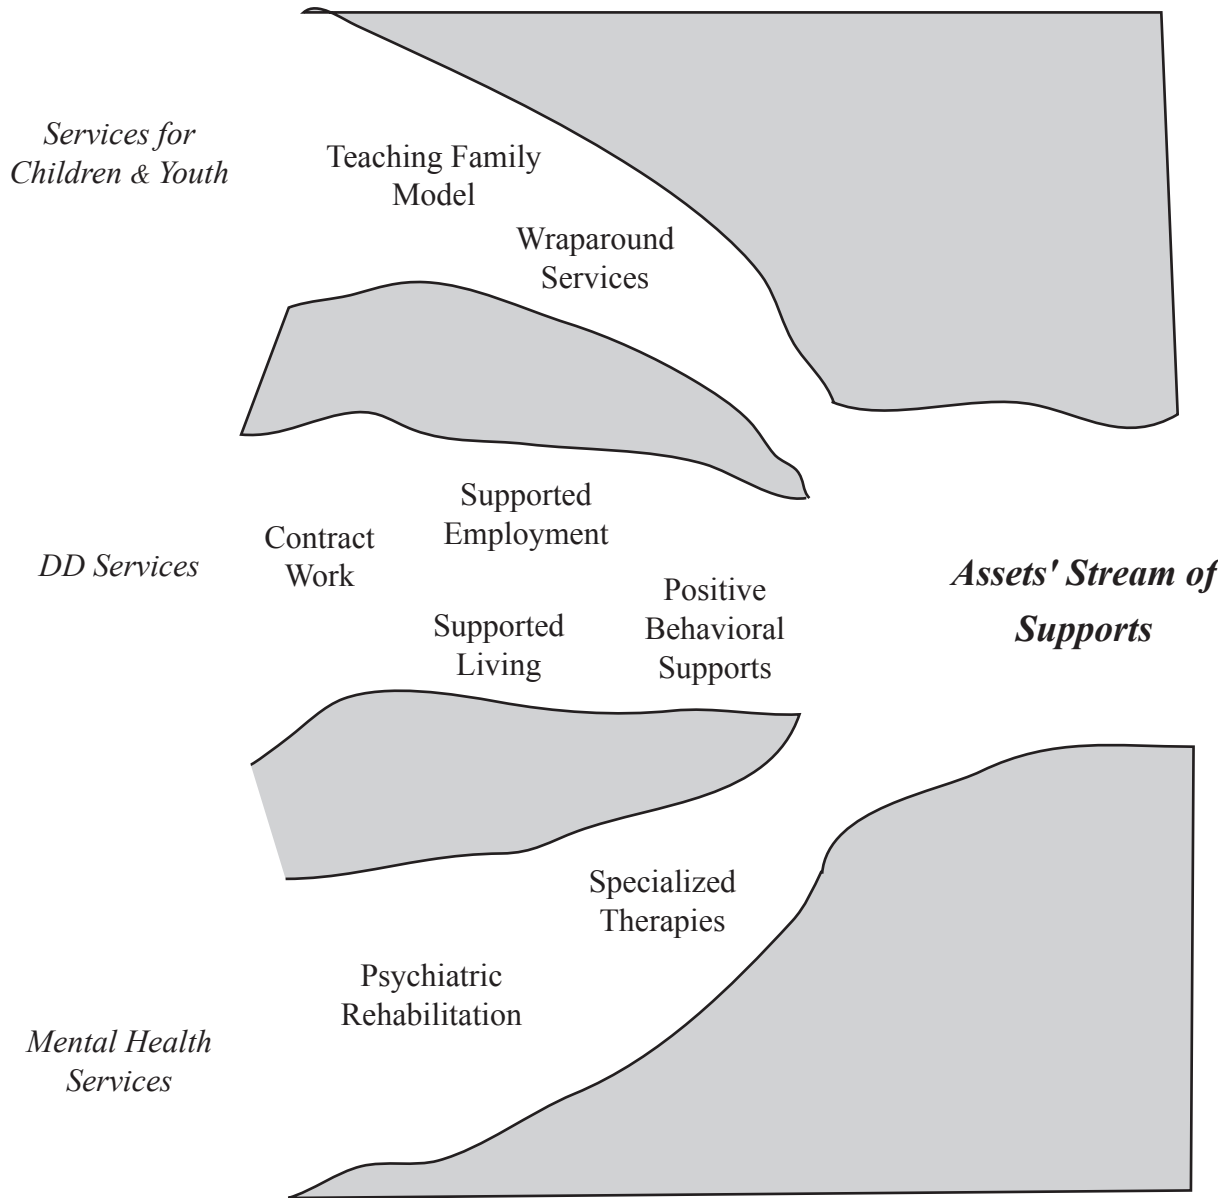 Services for
Children & Youth
Teaching Family
Model
Wraparound
Services
DD Services
Contract
Work
Supported
Employment
Supported
Living
Positive
Behavioral
Supports
Assets' Stream of
Supports
Specialized
Therapies
Psychiatric
Rehabilitation
Mental Health
Services